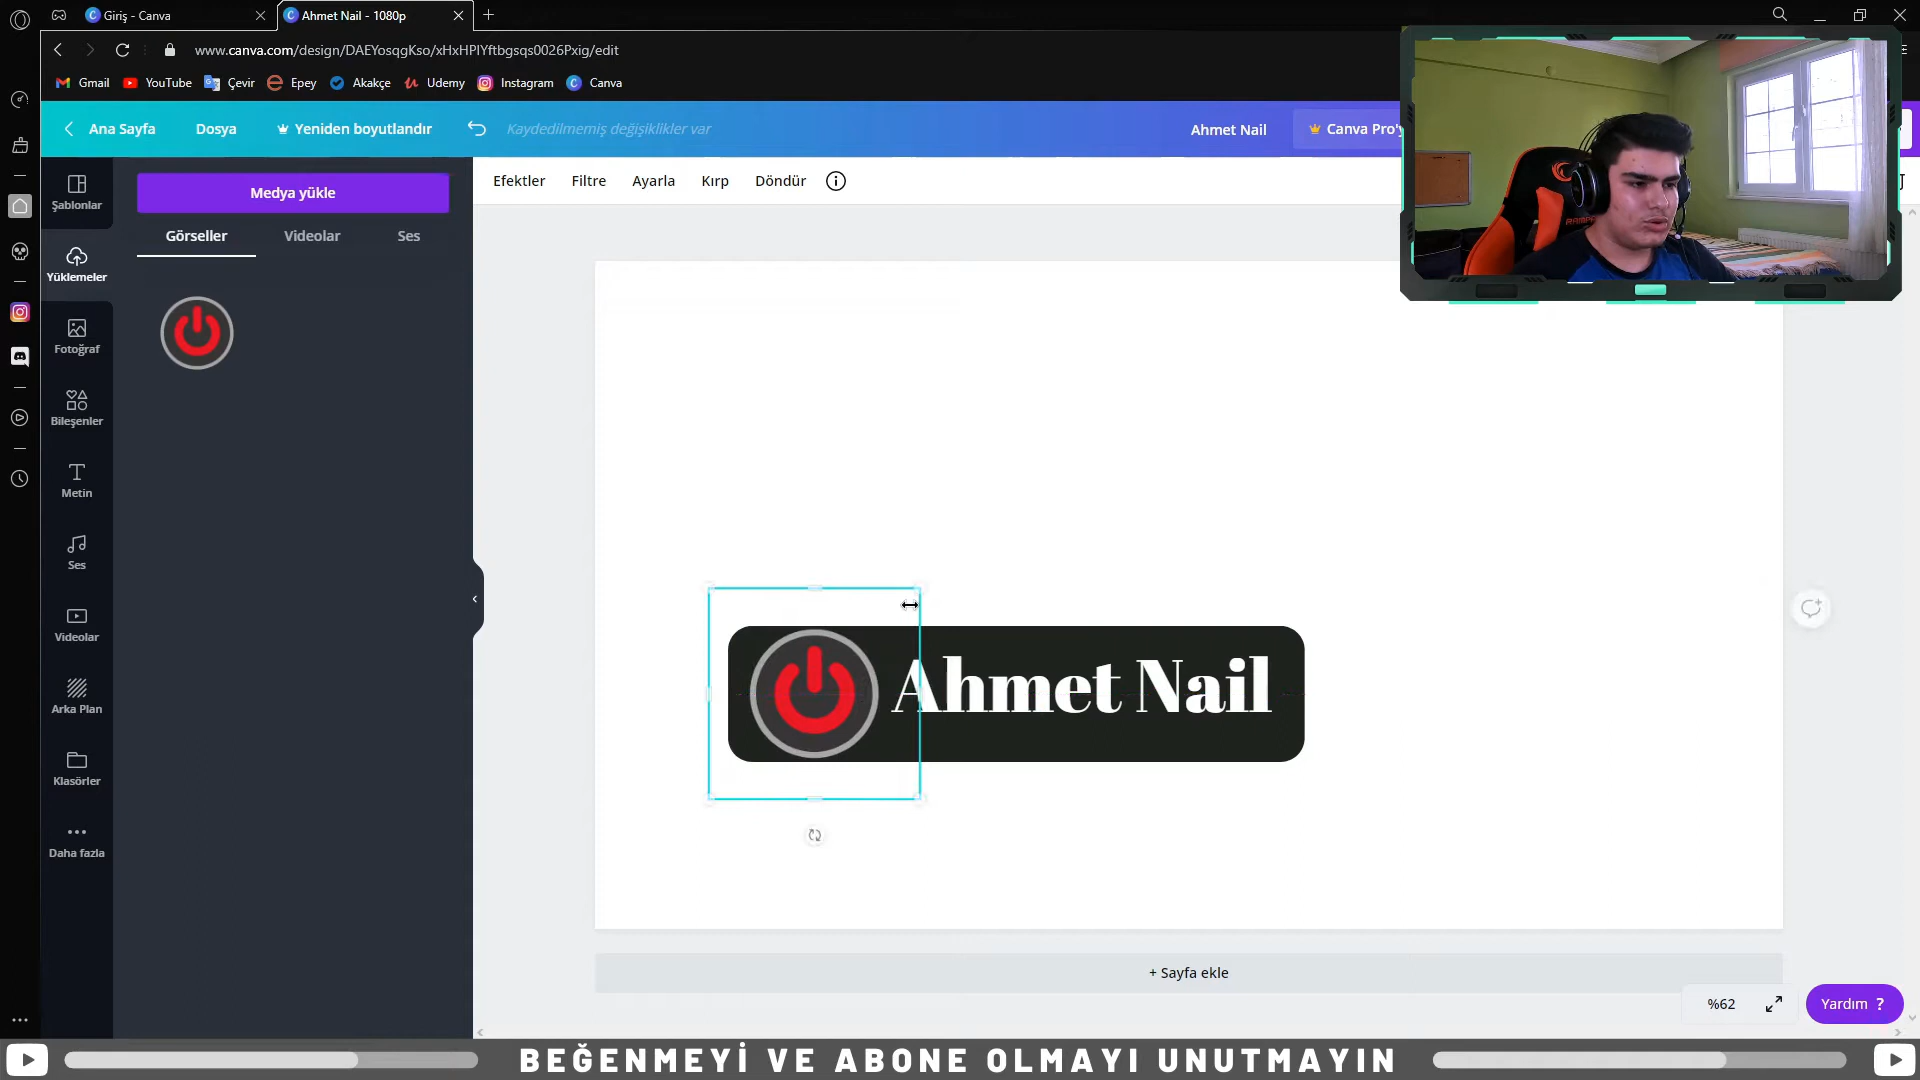 Giriş - Canva
Ahmet Nail - 1080p
www.canva.com/design/DAEYosqgKso/xHxHPIYftbgsqs0026Pxig/edit
Gmail YouTube Çevir Epey Akakçe Udemy Instagram Canva
Ana Sayfa Dosya Yeniden boyutlandır Kaydedilmemiş değişiklikler var Ahmet Nail Canva Pro'y
Şablonlar
Yüklemeler
Fotoğraf
Bileşenler
Metin
Ses
Videolar
Arka Plan
Klasörler
Daha fazla
Medya yükle
Görseller Videolar Ses
Efektler Filtre Ayarla Kırp Döndür
Ahmet Nail
+ Sayfa ekle
%62
Yardım ?
BEĞENMEYİ VE ABONE OLMAYI UNUTMAYIN